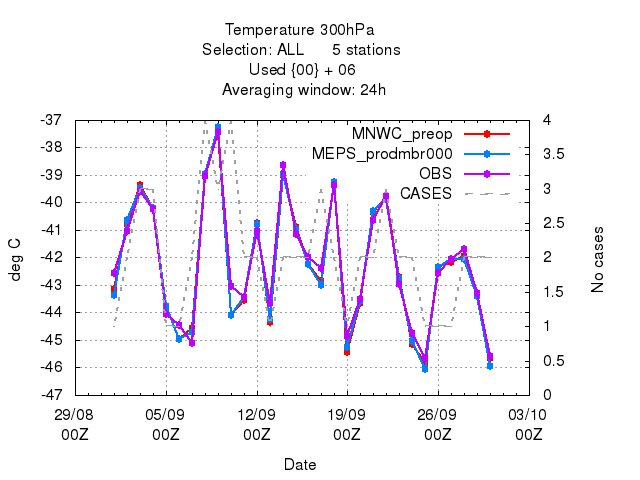 Temperature 300hPa
Selection: ALL 5 stations
Used {00} + 06
Averaging window: 24h
-37
-38
-39
-40
-41
-42
-43
-44
-45
-46
-47
deg C
4
3.5
3
2.5
2
1.5
1
0.5
0
No cases
MNWC_preop
MEPS_prodmbr000
OBS
CASES
29/08 05/09 12/09 19/09 26/09 03/10
00Z 00Z 00Z 00Z 00Z 00Z
Date